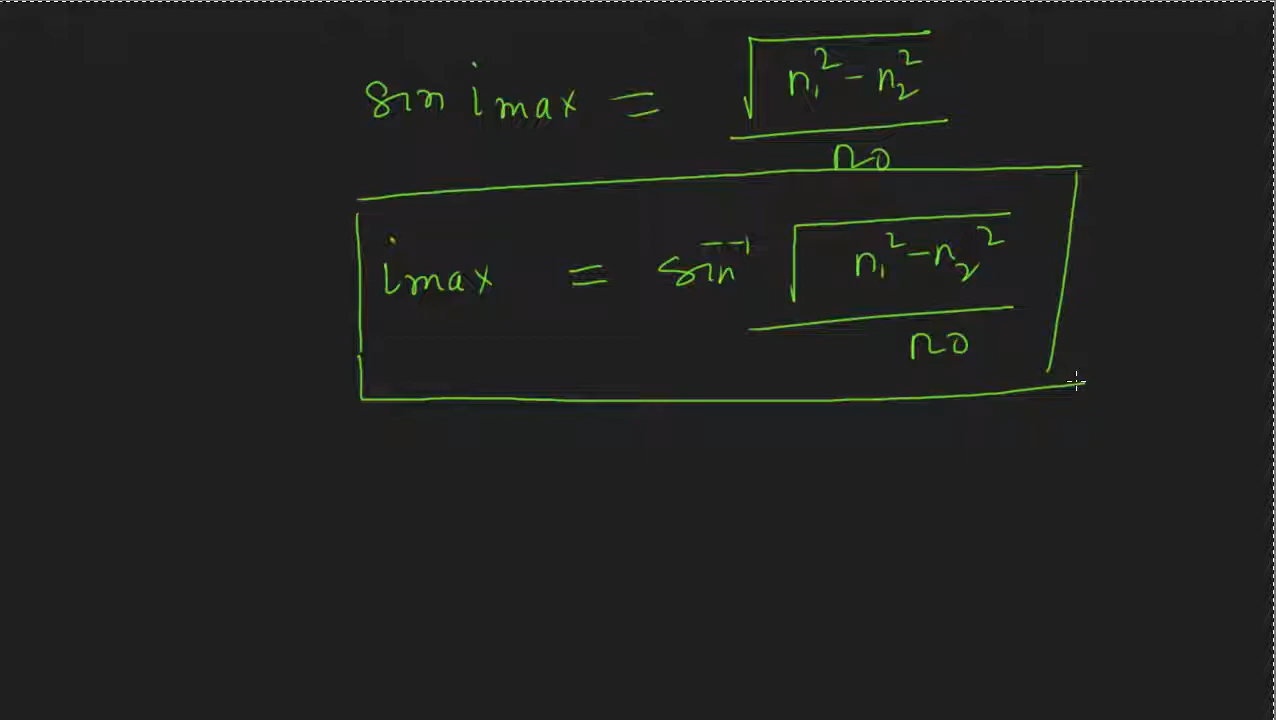 sin imax = √(n₁² - n₂²) / n0
imax = sin⁻¹ √(n₁² - n₂²) / n0